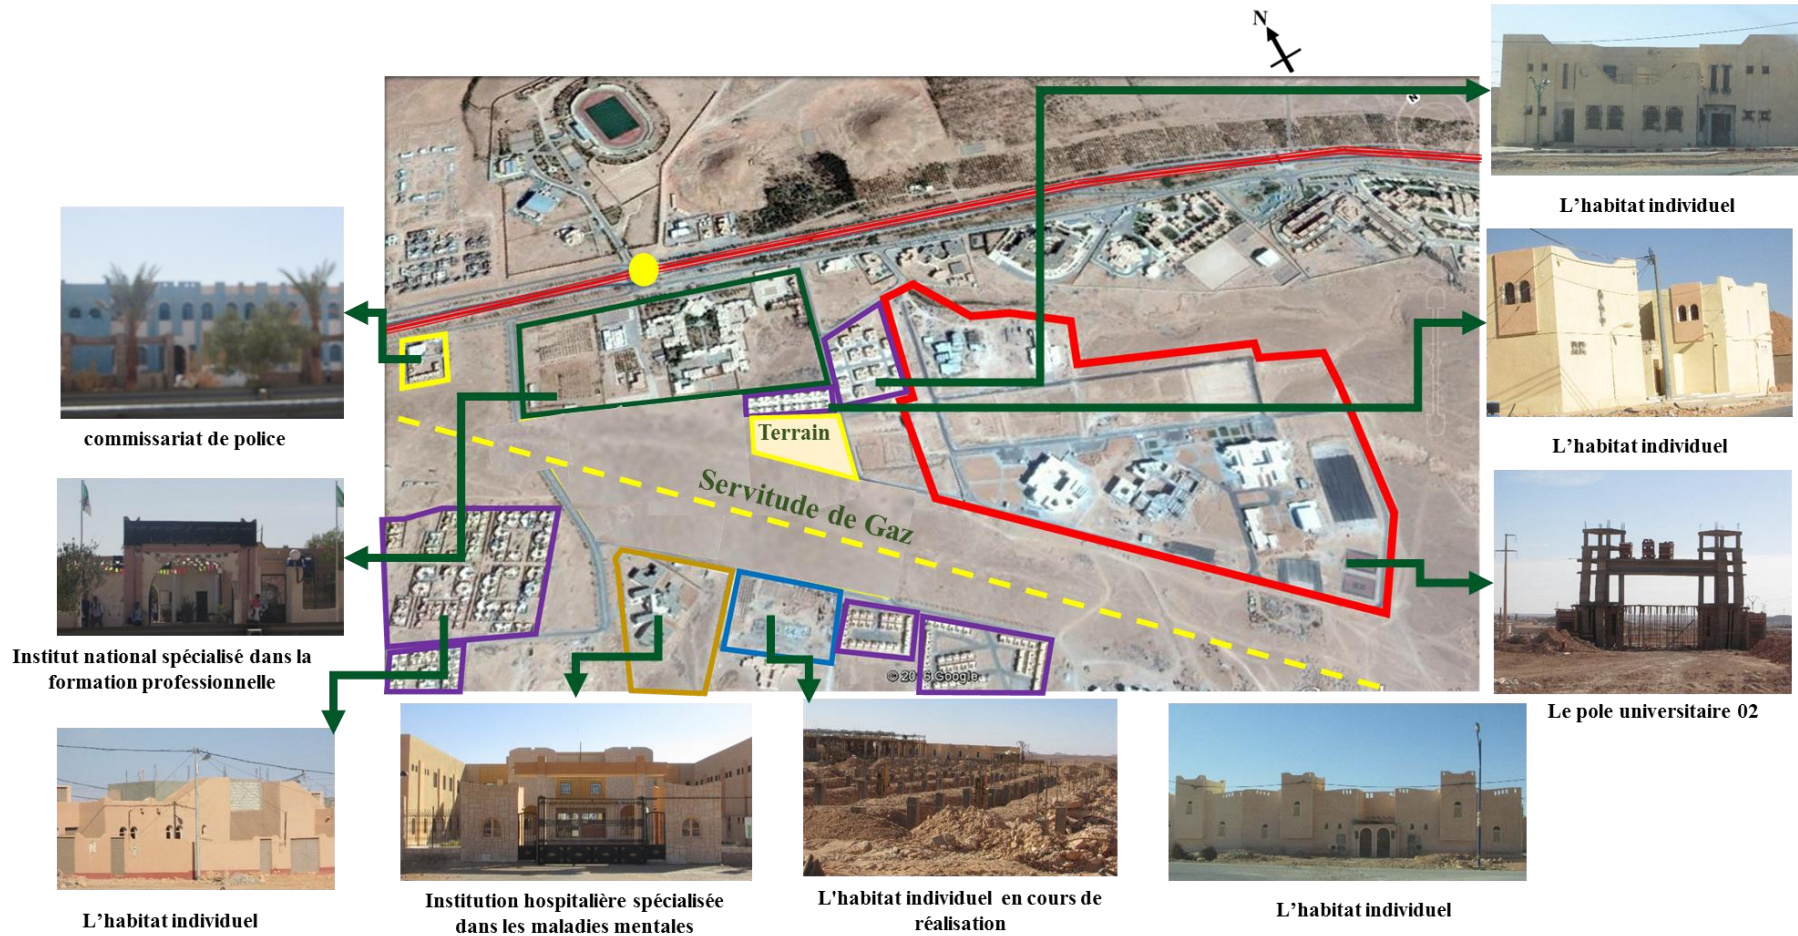 N
N
L'habitat individuel
L'habitat individuel
commissariat de police
Terrain
Servitude de Gaz
Institut national spécialisé dans la
formation professionnelle
© 2016 Google
Le pole universitaire 02
L'habitat individuel
Institution hospitalière spécialisée
dans les maladies mentales
L'habitat individuel en cours de
réalisation
L'habitat individuel